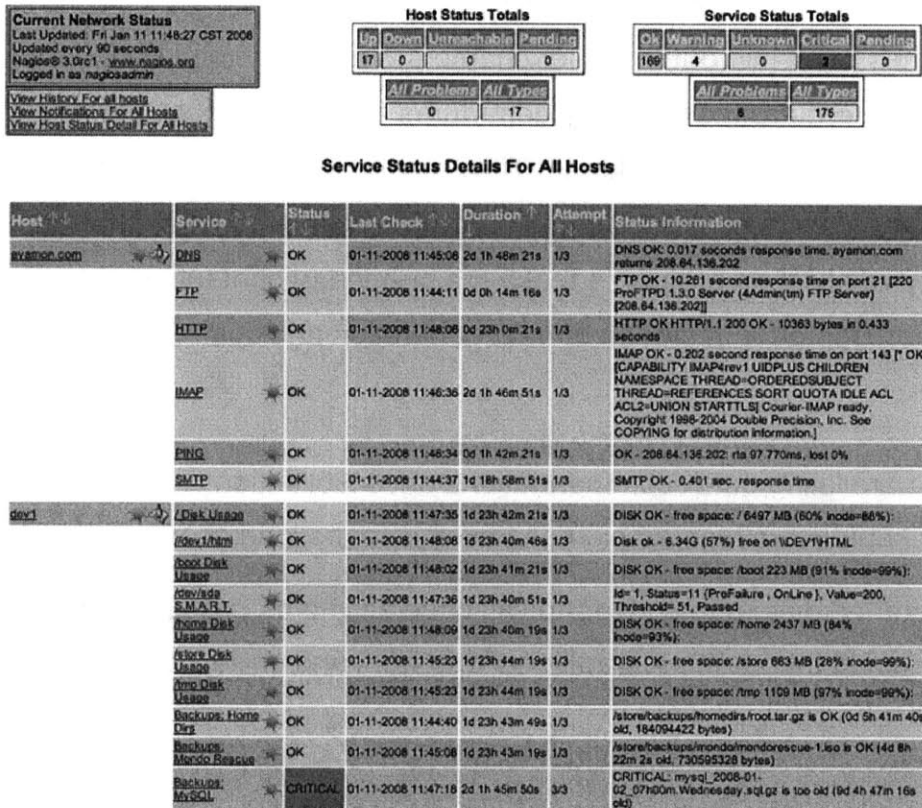 Current Network Status
Last Updated: Fri Jan 11 11:48:27 CST 2008
Updated every 90 seconds
Nagios® 3.0rc1 - www.nagios.org
Logged in as nagiosadmin
View History For all hosts
View Notifications For All Hosts
View Host Status Detail For All Hosts
Host Status Totals
Up Down Unreachable Pending
17 0 0 0
All Problems All Types
0 17
Service Status Totals
Ok Warning Unknown Critical Pending
169 4 0 2 0
All Problems All Types
6 175
Service Status Details For All Hosts
Host Service Status Last Check Duration Attempt Status Information
ayamon.com DNS OK 01-11-2008 11:45:08 2d 1h 48m 21s 1/3 DNS OK: 0.017 seconds response time. ayamon.com
returns 208.64.136.202
FTP OK 01-11-2008 11:44:11 0d 0h 14m 16s 1/3 FTP OK - 10.261 second response time on port 21 [220
ProFTPD 1.3.0 Server (4Admin(tm) FTP Server)
[208.64.136.202]]
HTTP OK 01-11-2008 11:48:06 0d 23h 0m 21s 1/3 HTTP OK HTTP/1.1 200 OK - 10363 bytes in 0.433
seconds
IMAP OK 01-11-2008 11:46:36 2d 1h 46m 51s 1/3 IMAP OK - 0.202 second response time on port 143 [* OK
[CAPABILITY IMAP4rev1 UIDPLUS CHILDREN
NAMESPACE THREAD=ORDEREDSUBJECT
THREAD=REFERENCES SORT QUOTA IDLE ACL
ACL2=UNION STARTTLS] Courier-IMAP ready.
Copyright 1998-2004 Double Precision, Inc. See
COPYING for distribution information.]
PING OK 01-11-2008 11:46:34 0d 1h 42m 21s 1/3 OK - 208.64.136.202: rta 97.770ms, lost 0%
SMTP OK 01-11-2008 11:44:37 1d 18h 58m 51s 1/3 SMTP OK - 0.401 sec. response time
dev1 / Disk Usage OK 01-11-2008 11:47:35 1d 23h 42m 21s 1/3 DISK OK - free space: / 6497 MB (60% inode=88%):
//dev1/html OK 01-11-2008 11:48:08 1d 23h 40m 46s 1/3 Disk ok - 6.34G (57%) free on \\DEV1\HTML
/boot Disk
Usage OK 01-11-2008 11:48:02 1d 23h 41m 21s 1/3 DISK OK - free space: /boot 223 MB (91% inode=99%):
/dev/sda
S.M.A.R.T. OK 01-11-2008 11:47:36 1d 23h 40m 51s 1/3 Id= 1, Status=11 {PreFailure , OnLine }, Value=200,
Threshold= 51, Passed
/home Disk
Usage OK 01-11-2008 11:48:09 1d 23h 40m 19s 1/3 DISK OK - free space: /home 2437 MB (84%
inode=93%):
/store Disk
Usage OK 01-11-2008 11:45:23 1d 23h 44m 19s 1/3 DISK OK - free space: /store 663 MB (28% inode=99%):
/tmp Disk
Usage OK 01-11-2008 11:45:23 1d 23h 44m 19s 1/3 DISK OK - free space: /tmp 1109 MB (97% inode=99%):
Backups: Home
Dirs OK 01-11-2008 11:44:40 1d 23h 43m 49s 1/3 /store/backups/homedirs/root.tar.gz is OK (0d 5h 41m 40s
old, 184094422 bytes)
Backups:
Mondo Rescue OK 01-11-2008 11:45:08 1d 23h 43m 19s 1/3 /store/backups/mondo/mondorescue-1.iso is OK (4d 8h
22m 2s old, 730595328 bytes)
Backups:
MySQL CRITICAL 01-11-2008 11:47:18 2d 1h 45m 50s 3/3 CRITICAL: mysql_2008-01-
02_07h00m.Wednesday.sql.gz is too old (9d 4h 47m 16s
old)